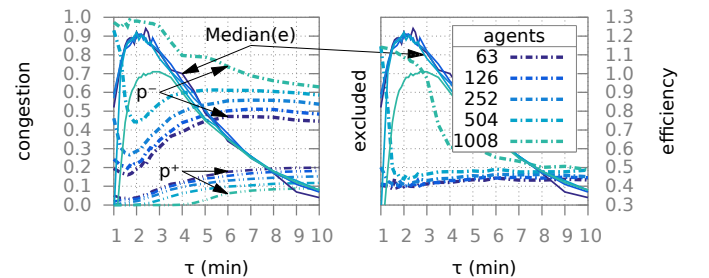 1.0
0.9
0.8
0.7
0.6
0.5
0.4
0.3
0.2
0.1
0.0
congestion
Median(e)
p⁻
p⁺
1 2 3 4 5 6 7 8 9 10
τ (min)
excluded
agents
63
126
252
504
1008
1 2 3 4 5 6 7 8 9 10
τ (min)
1.3
1.2
1.1
1.0
0.9
0.8
0.7
0.6
0.5
0.4
0.3
efficiency